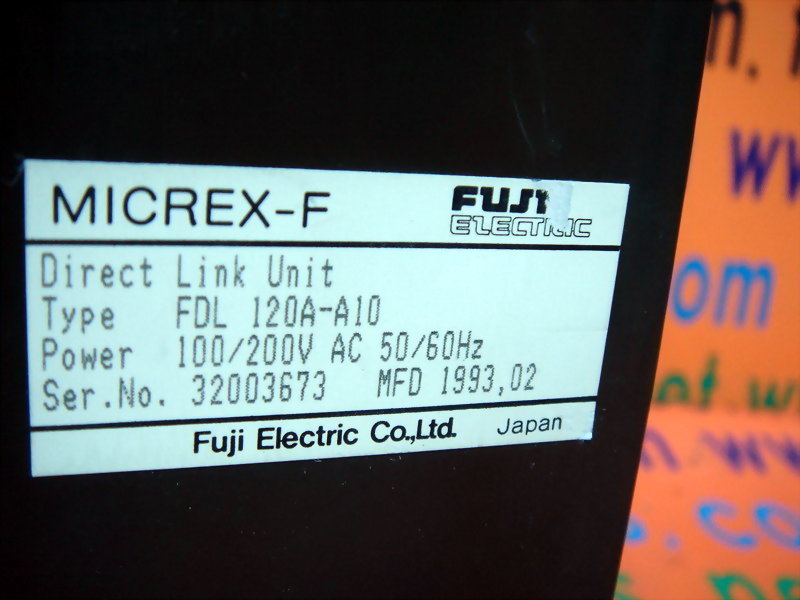 MICREX-F
FUJI
ELECTRIC
Direct Link Unit
Type FDL 120A-A10
Power 100/200V AC 50/60Hz
Ser.No. 32003673 MFD 1993,02
Fuji Electric Co.,Ltd. Japan
om